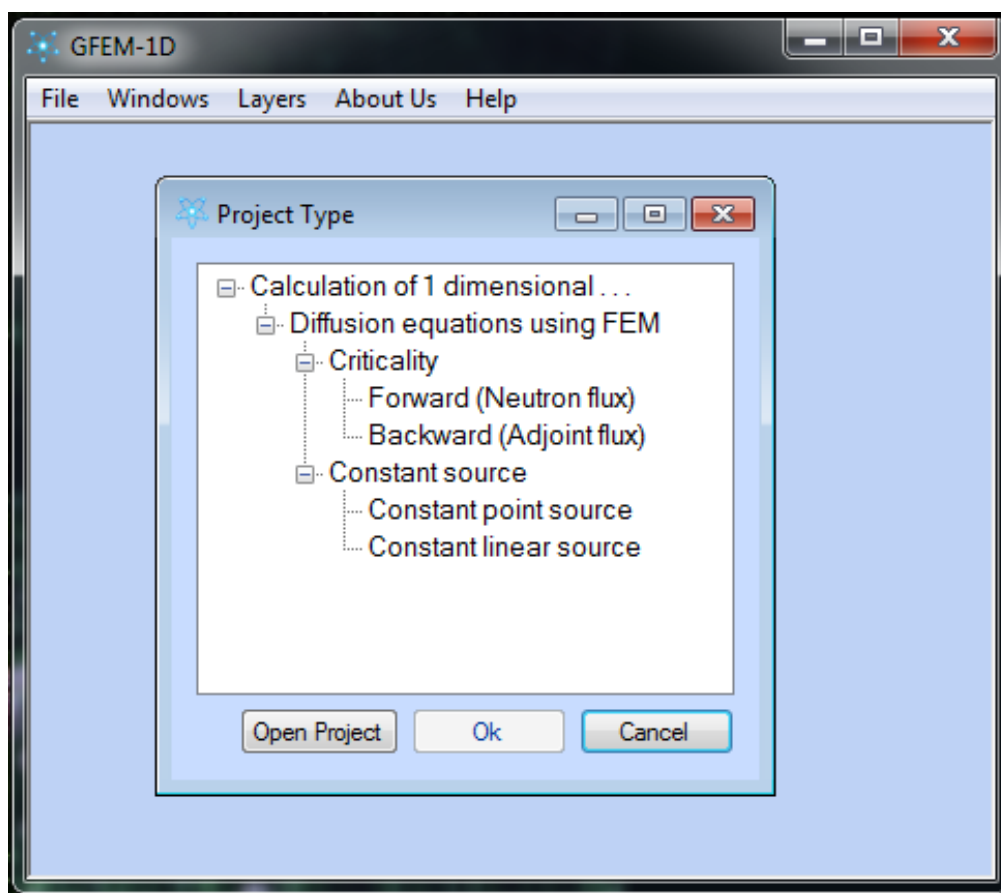 GFEM-1D
File Windows Layers About Us Help
Project Type
Calculation of 1 dimensional . . .
Diffusion equations using FEM
Criticality
Forward (Neutron flux)
Backward (Adjoint flux)
Constant source
Constant point source
Constant linear source
Open Project Ok Cancel